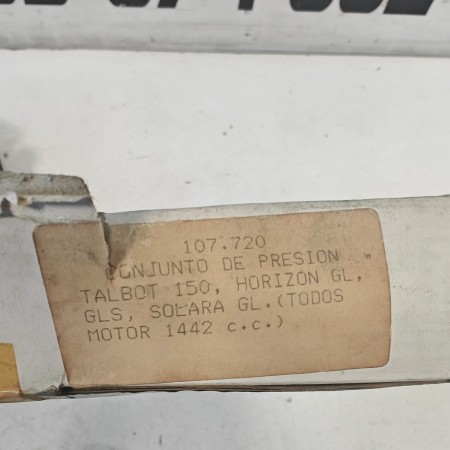 107.720
CONJUNTO DE PRESION
TALBOT 150, HORIZON GL,
GLS, SOLARA GL.(TODOS
MOTOR 1442 c.c.)